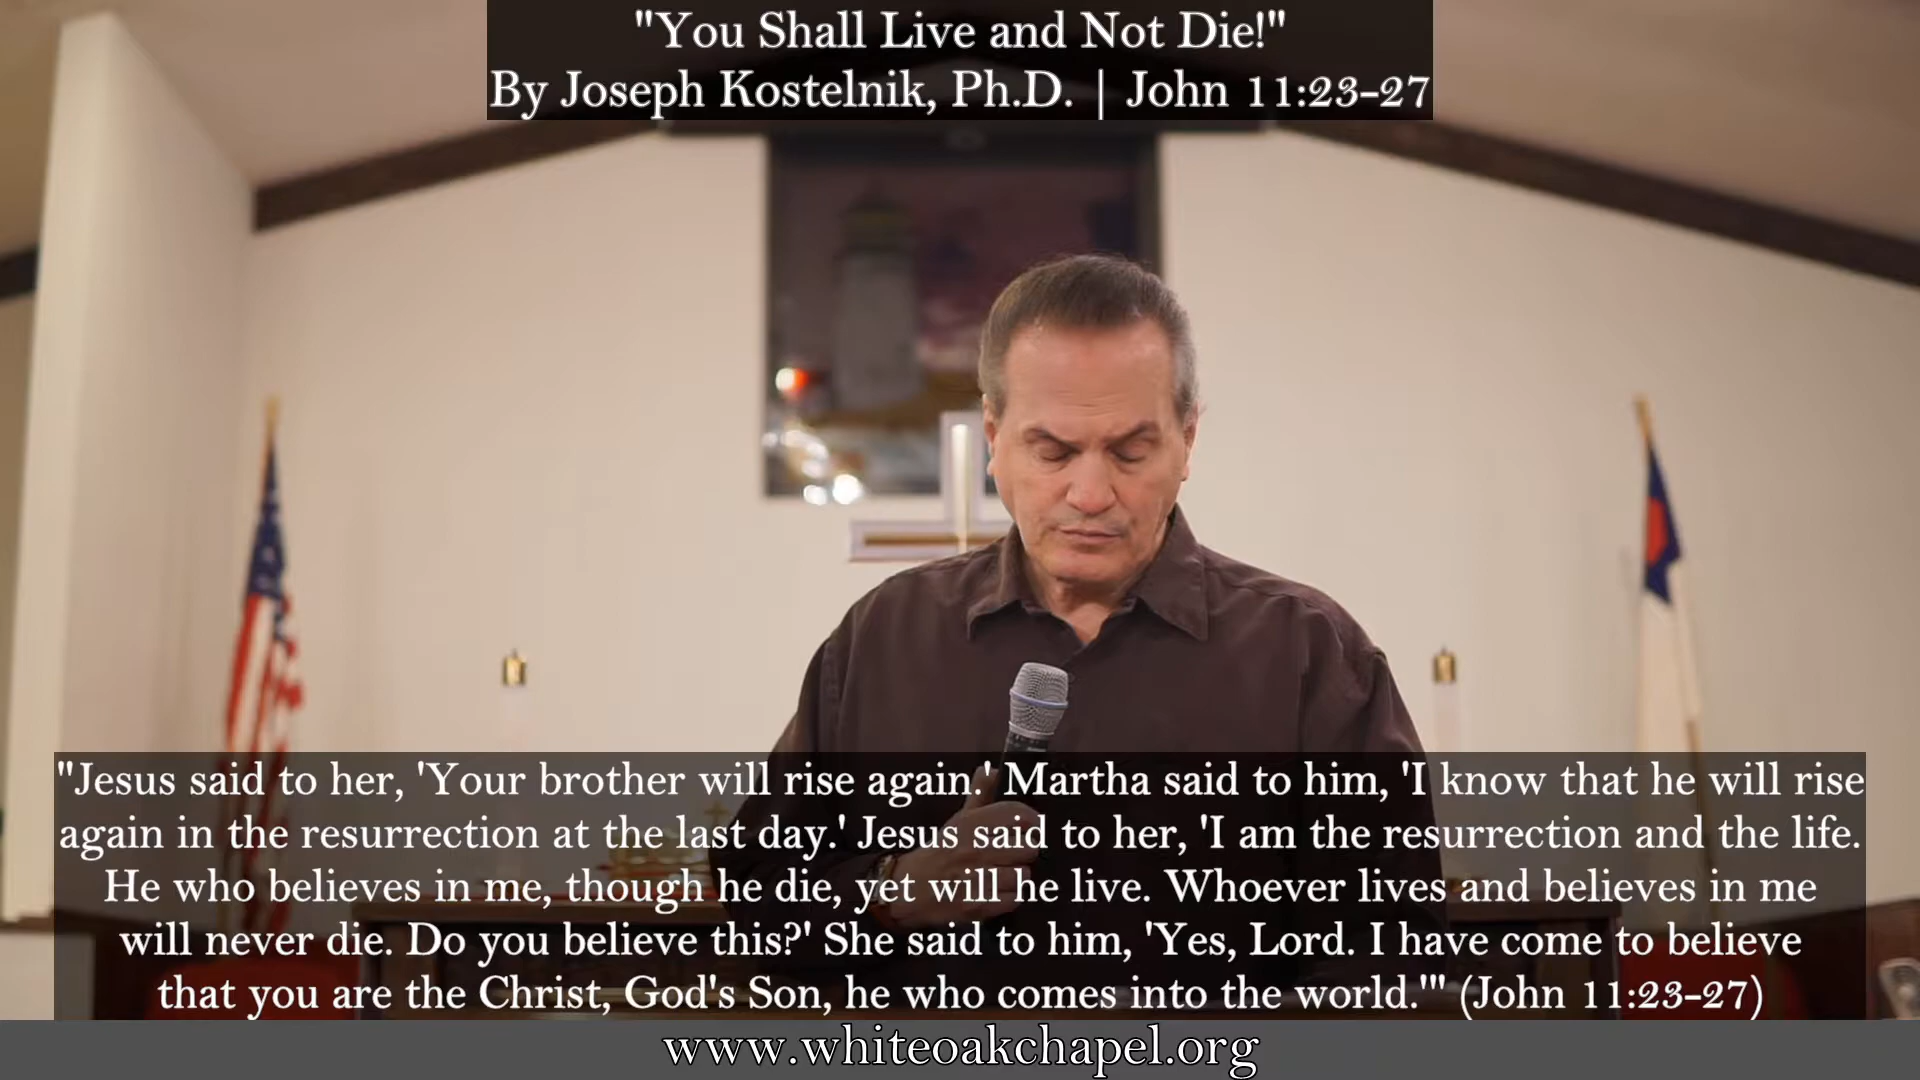 "You Shall Live and Not Die!"
By Joseph Kostelnik, Ph.D. | John 11:23-27
"Jesus said to her, 'Your brother will rise again.' Martha said to him, 'I know that he will rise
again in the resurrection at the last day.' Jesus said to her, 'I am the resurrection and the life.
He who believes in me, though he die, yet will he live. Whoever lives and believes in me
will never die. Do you believe this?' She said to him, 'Yes, Lord. I have come to believe
that you are the Christ, God's Son, he who comes into the world.'" (John 11:23-27)
www.whiteoakchapel.org